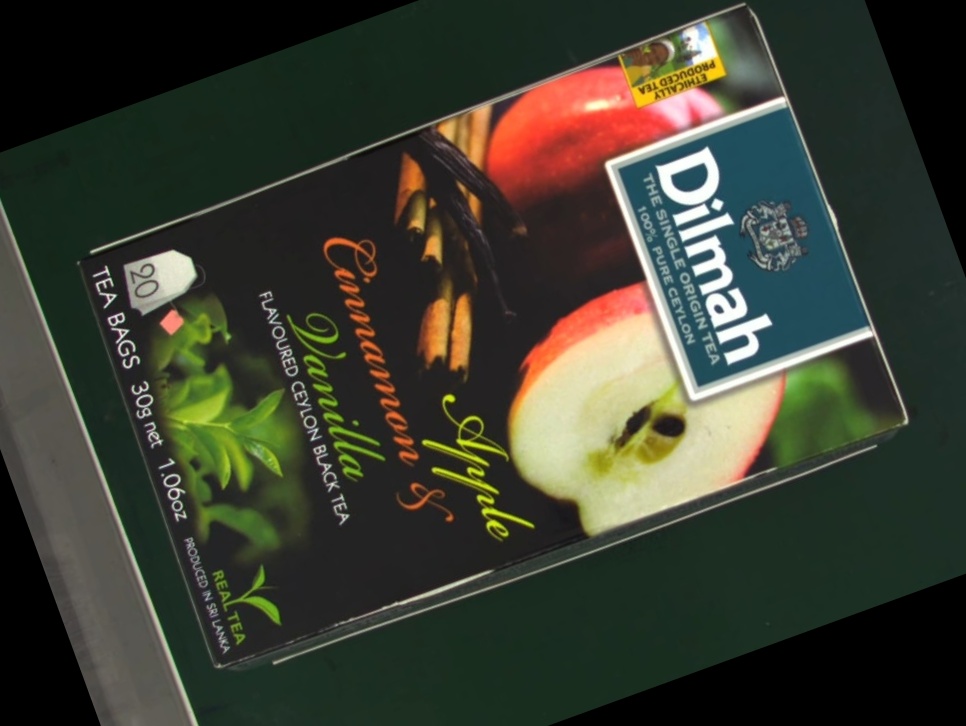 ETHICALLY
PRODUCED TEA
Dilmah
THE SINGLE ORIGIN TEA
100% PURE CEYLON
Apple
Cinnamon &
Vanilla
FLAVOURED CEYLON BLACK TEA
20
TEA BAGS 30g net 1.06oz
REAL TEA
PRODUCED IN SRI LANKA